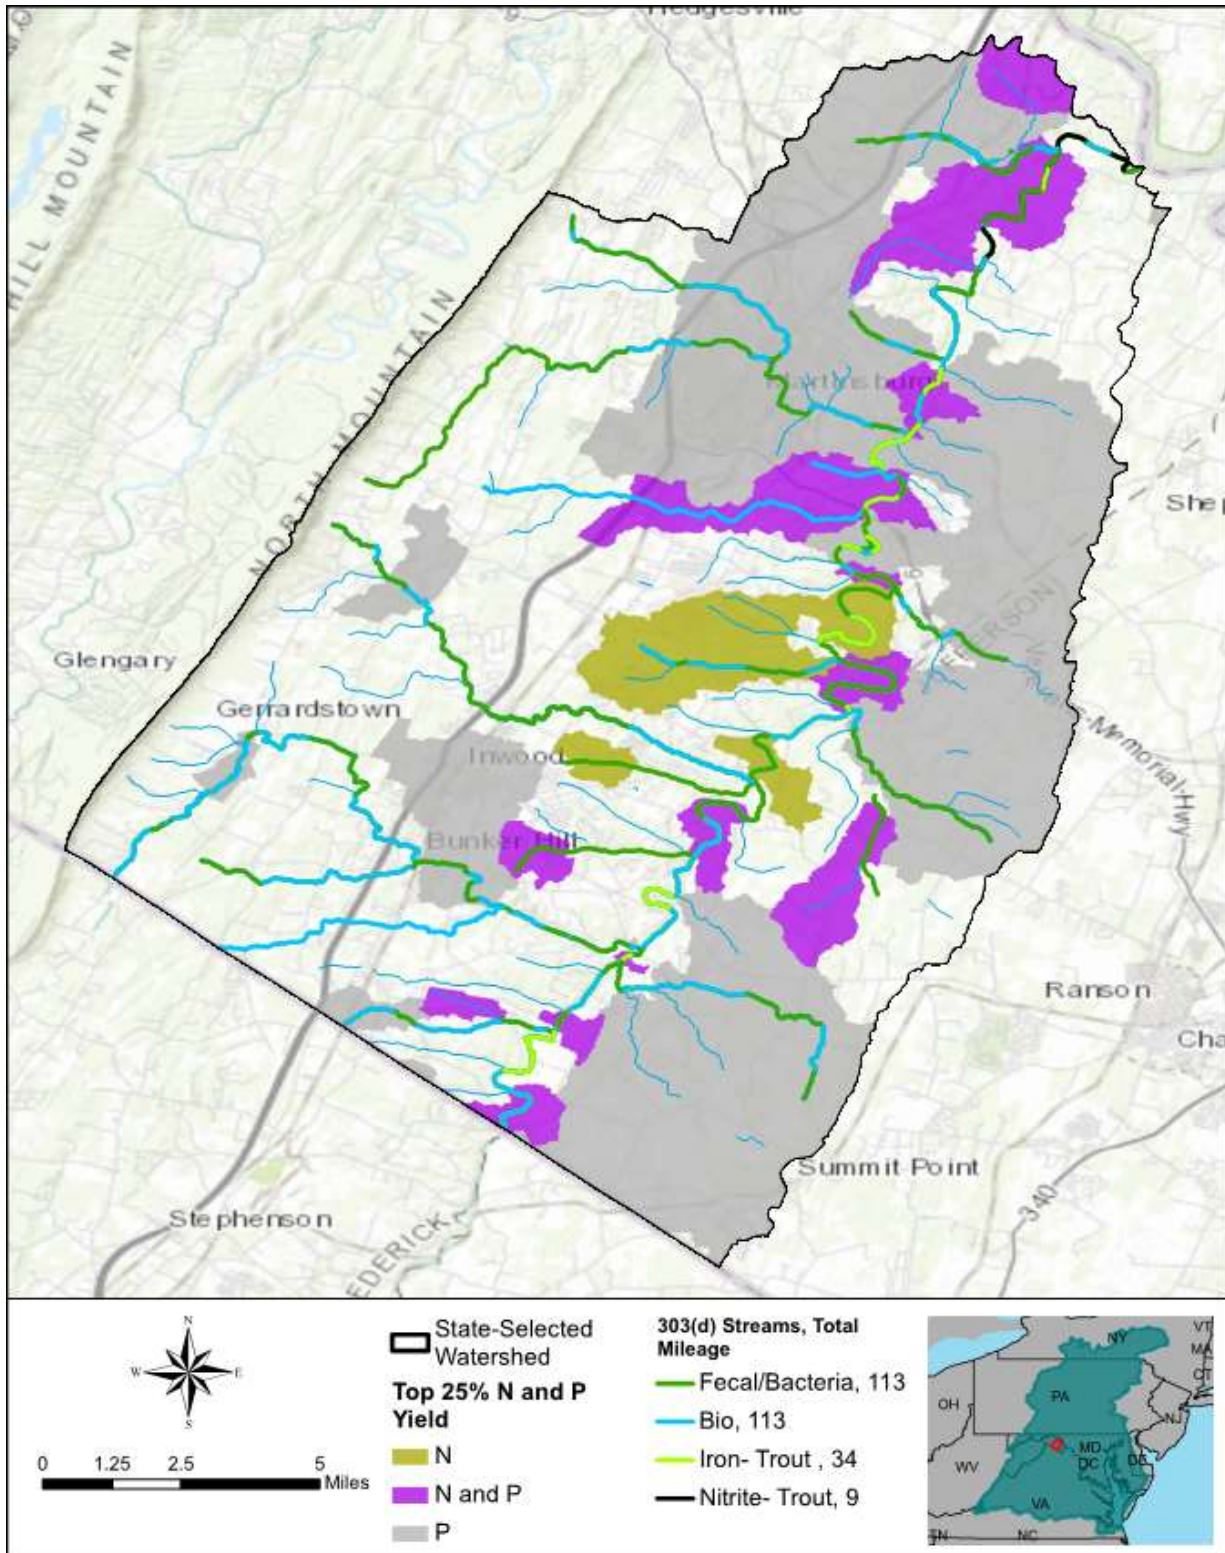 Hedgesville
HILL MOUNTAIN
NORTH MOUNTAIN
Martinsburg
Shep
JEFFERSON
Glengary
Gerrardstown
Inwood
-Memorial-Hwy
Bunker Hill
Ranson
Cha
Summit Point
340
Stephenson
EDERICK
N
W
E
S
0 1.25 2.5 5
Miles
State-Selected
Watershed
Top 25% N and P
Yield
N
N and P
P
303(d) Streams, Total
Mileage
Fecal/Bacteria, 113
Bio, 113
Iron- Trout , 34
Nitrite- Trout, 9
NY
VT
MA
CT
PA
OH
NJ
MD
DC
DE
WV
VA
TN
NC